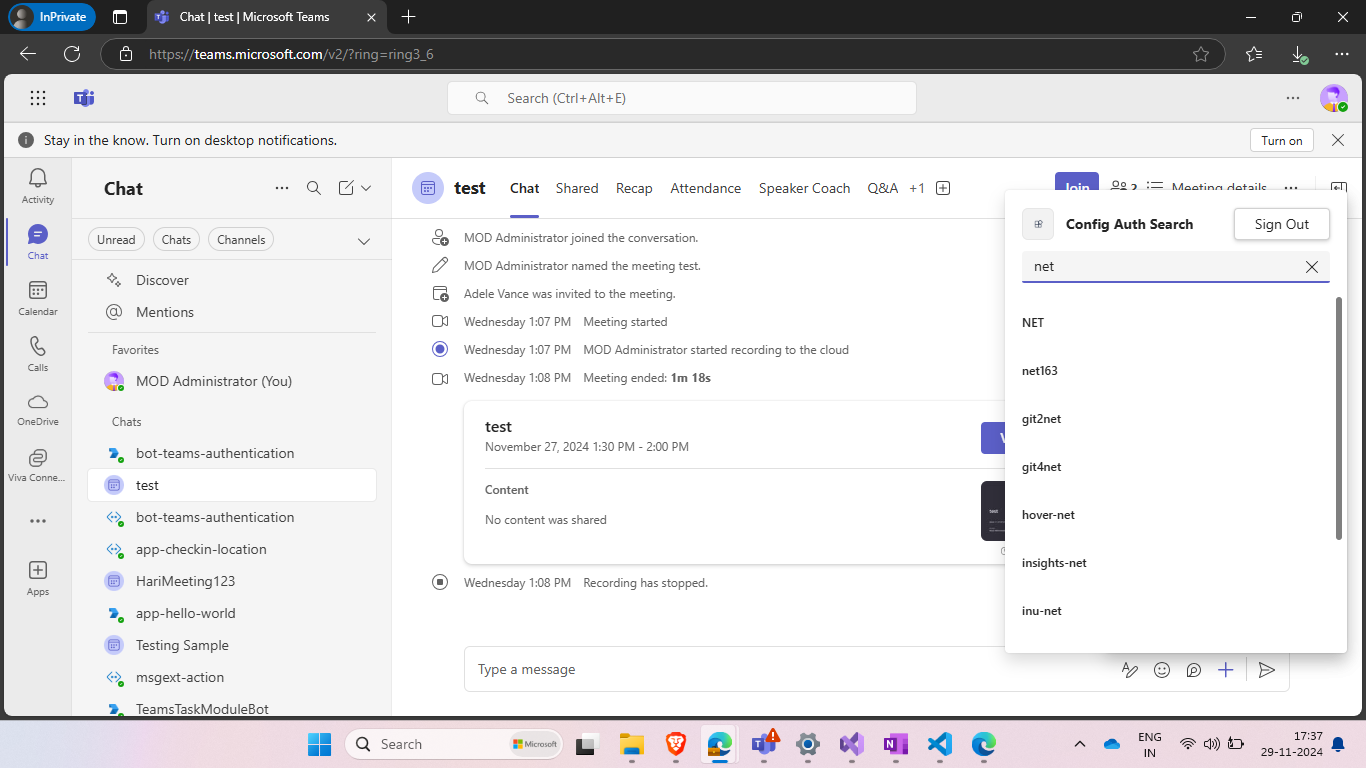 InPrivate
Chat | test | Microsoft Teams
https://teams.microsoft.com/v2/?ring=ring3_6
Search (Ctrl+Alt+E)
Stay in the know. Turn on desktop notifications.
Turn on
Activity
Chat
Calendar
Calls
OneDrive
Viva Conne...
Apps
Chat
Unread
Chats
Channels
Discover
Mentions
Favorites
MOD Administrator (You)
Chats
bot-teams-authentication
test
bot-teams-authentication
app-checkin-location
HariMeeting123
app-hello-world
Testing Sample
msgext-action
TeamsTaskModuleBot
test
Chat Shared Recap Attendance Speaker Coach Q&A +1
Join
2
Meeting details
MOD Administrator joined the conversation.
MOD Administrator named the meeting test.
Adele Vance was invited to the meeting.
Wednesday 1:07 PM Meeting started
Wednesday 1:07 PM MOD Administrator started recording to the cloud
Wednesday 1:08 PM Meeting ended: 1m 18s
test
November 27, 2024 1:30 PM - 2:00 PM
Content
No content was shared
test
Wednesday 1:08 PM Recording has stopped.
Type a message
Config Auth Search
Sign Out
net
NET
net163
git2net
git4net
hover-net
insights-net
inu-net
Search
Microsoft
ENG
IN
17:37
29-11-2024